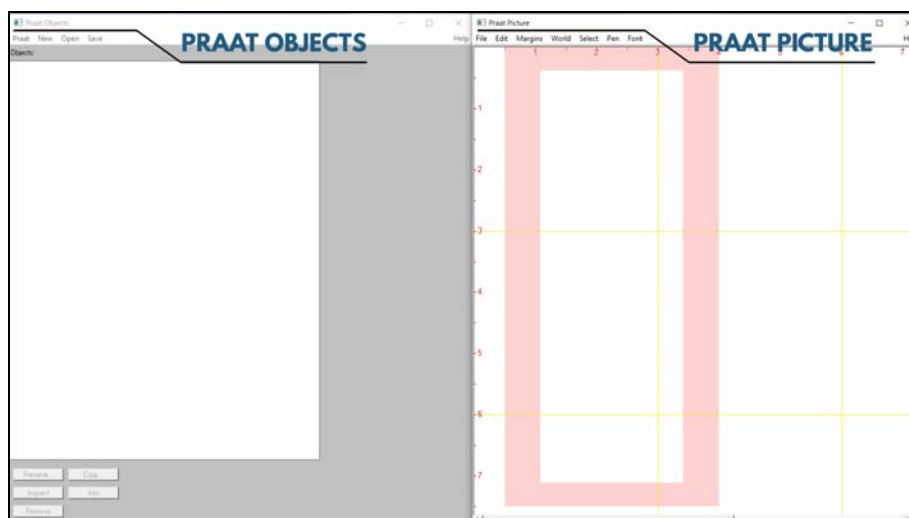 Praat Objects
Praat New Open Save Help
PRAAT OBJECTS
Objects:
Rename Copy...
Inspect Info
Remove
Praat Picture
File Edit Margins World Select Pen Font
PRAAT PICTURE
1 2 3 4 5 6 7
1
2
3
4
5
6
7